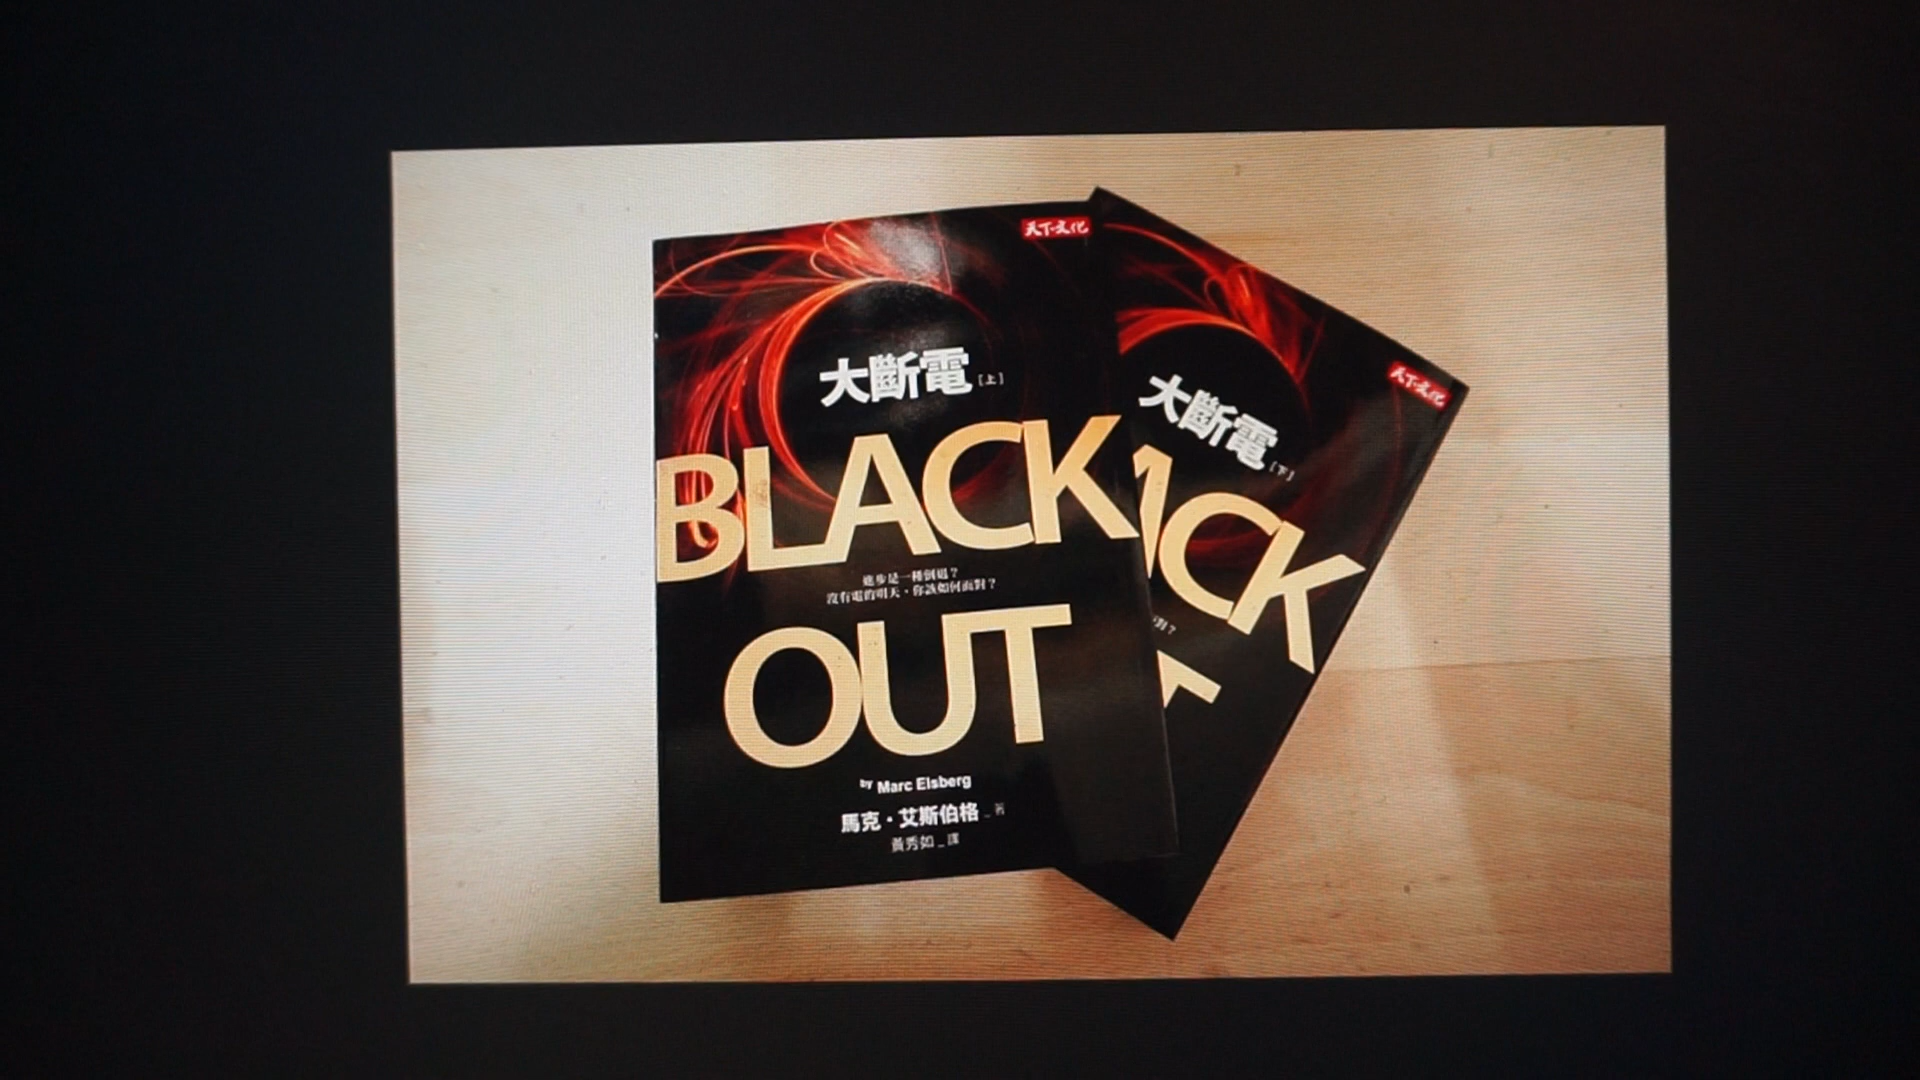 天下文化
大斷電［上］
BLACK
進步是一種倒退？
沒有電的明天，你該如何面對？
OUT
by Marc Elsberg
馬克・艾斯伯格_著
黃秀如_譯
天下文化
大斷電［下］
ACK
對？
T